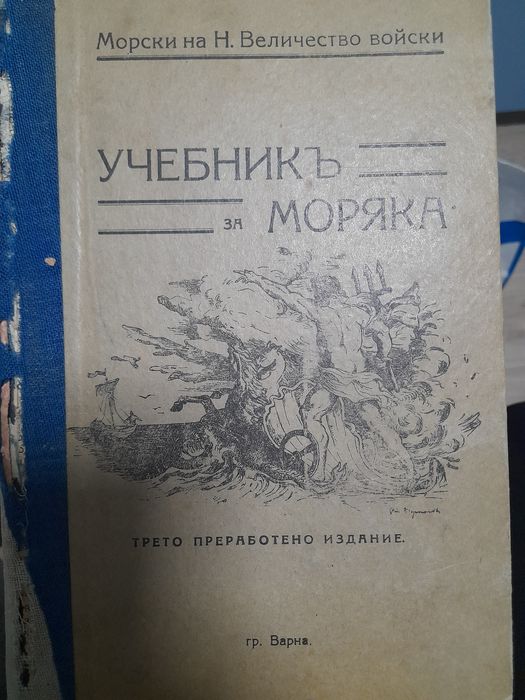 Морски на Н. Величество войски
УЧЕБНИКЪ
ЗА МОРЯКА
ТРЕТО ПРЕРАБОТЕНО ИЗДАНИЕ.
гр. Варна.